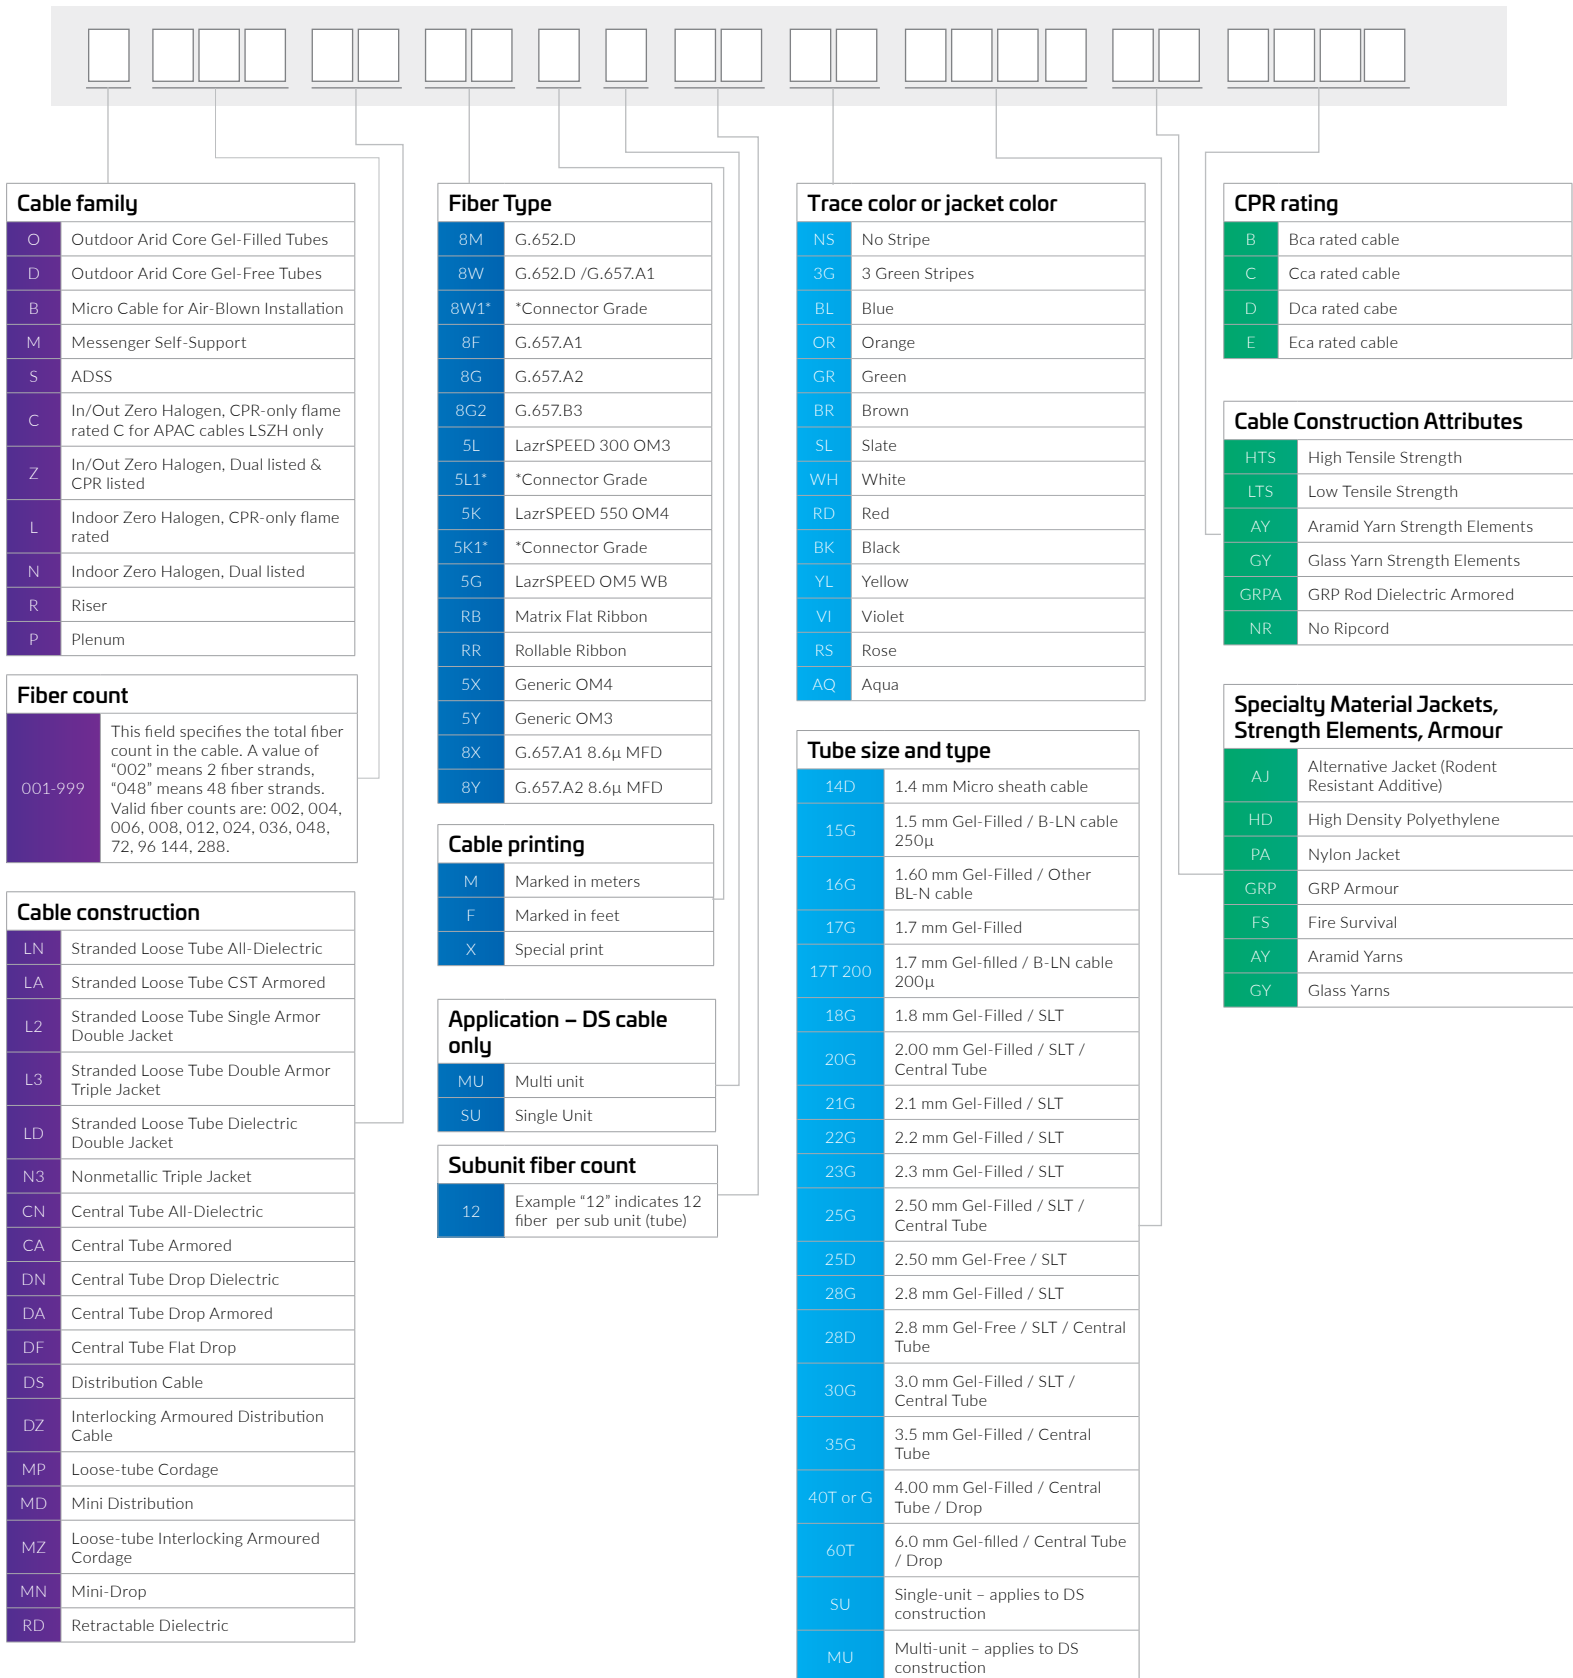 Cable family
O Outdoor Arid Core Gel-Filled Tubes
D Outdoor Arid Core Gel-Free Tubes
B Micro Cable for Air-Blown Installation
M Messenger Self-Support
S ADSS
C In/Out Zero Halogen, CPR-only flame
rated C for APAC cables LSZH only
Z In/Out Zero Halogen, Dual listed &
CPR listed
L Indoor Zero Halogen, CPR-only flame
rated
N Indoor Zero Halogen, Dual listed
R Riser
P Plenum
Fiber count
001-999
This field specifies the total fiber
count in the cable. A value of
“002” means 2 fiber strands,
“048” means 48 fiber strands.
Valid fiber counts are: 002, 004,
006, 008, 012, 024, 036, 048,
72, 96 144, 288.
Cable construction
LN Stranded Loose Tube All-Dielectric
LA Stranded Loose Tube CST Armored
L2 Stranded Loose Tube Single Armor
Double Jacket
L3 Stranded Loose Tube Double Armor
Triple Jacket
LD Stranded Loose Tube Dielectric
Double Jacket
N3 Nonmetallic Triple Jacket
CN Central Tube All-Dielectric
CA Central Tube Armored
DN Central Tube Drop Dielectric
DA Central Tube Drop Armored
DF Central Tube Flat Drop
DS Distribution Cable
DZ Interlocking Armoured Distribution
Cable
MP Loose-tube Cordage
MD Mini Distribution
MZ Loose-tube Interlocking Armoured
Cordage
MN Mini-Drop
RD Retractable Dielectric
Fiber Type
8M G.652.D
8W G.652.D /G.657.A1
8W1* *Connector Grade
8F G.657.A1
8G G.657.A2
8G2 G.657.B3
5L LazrSPEED 300 OM3
5L1* *Connector Grade
5K LazrSPEED 550 OM4
5K1* *Connector Grade
5G LazrSPEED OM5 WB
RB Matrix Flat Ribbon
RR Rollable Ribbon
5X Generic OM4
5Y Generic OM3
8X G.657.A1 8.6µ MFD
8Y G.657.A2 8.6µ MFD
Cable printing
M Marked in meters
F Marked in feet
X Special print
Application – DS cable
only
MU Multi unit
SU Single Unit
Subunit fiber count
12 Example “12” indicates 12
fiber per sub unit (tube)
Trace color or jacket color
NS No Stripe
3G 3 Green Stripes
BL Blue
OR Orange
GR Green
BR Brown
SL Slate
WH White
RD Red
BK Black
YL Yellow
VI Violet
RS Rose
AQ Aqua
Tube size and type
14D 1.4 mm Micro sheath cable
15G 1.5 mm Gel-Filled / B-LN cable
250µ
16G 1.60 mm Gel-Filled / Other
BL-N cable
17G 1.7 mm Gel-Filled
17T 200 1.7 mm Gel-filled / B-LN cable
200µ
18G 1.8 mm Gel-Filled / SLT
20G 2.00 mm Gel-Filled / SLT /
Central Tube
21G 2.1 mm Gel-Filled / SLT
22G 2.2 mm Gel-Filled / SLT
23G 2.3 mm Gel-Filled / SLT
25G 2.50 mm Gel-Filled / SLT /
Central Tube
25D 2.50 mm Gel-Free / SLT
28G 2.8 mm Gel-Filled / SLT
28D 2.8 mm Gel-Free / SLT / Central
Tube
30G 3.0 mm Gel-Filled / SLT /
Central Tube
35G 3.5 mm Gel-Filled / Central
Tube
40T or G 4.00 mm Gel-Filled / Central
Tube / Drop
60T 6.0 mm Gel-filled / Central Tube
/ Drop
SU Single-unit – applies to DS
construction
MU Multi-unit – applies to DS
construction
CPR rating
B Bca rated cable
C Cca rated cable
D Dca rated cabe
E Eca rated cable
Cable Construction Attributes
HTS High Tensile Strength
LTS Low Tensile Strength
AY Aramid Yarn Strength Elements
GY Glass Yarn Strength Elements
GRPA GRP Rod Dielectric Armored
NR No Ripcord
Specialty Material Jackets,
Strength Elements, Armour
AJ Alternative Jacket (Rodent
Resistant Additive)
HD High Density Polyethylene
PA Nylon Jacket
GRP GRP Armour
FS Fire Survival
AY Aramid Yarns
GY Glass Yarns